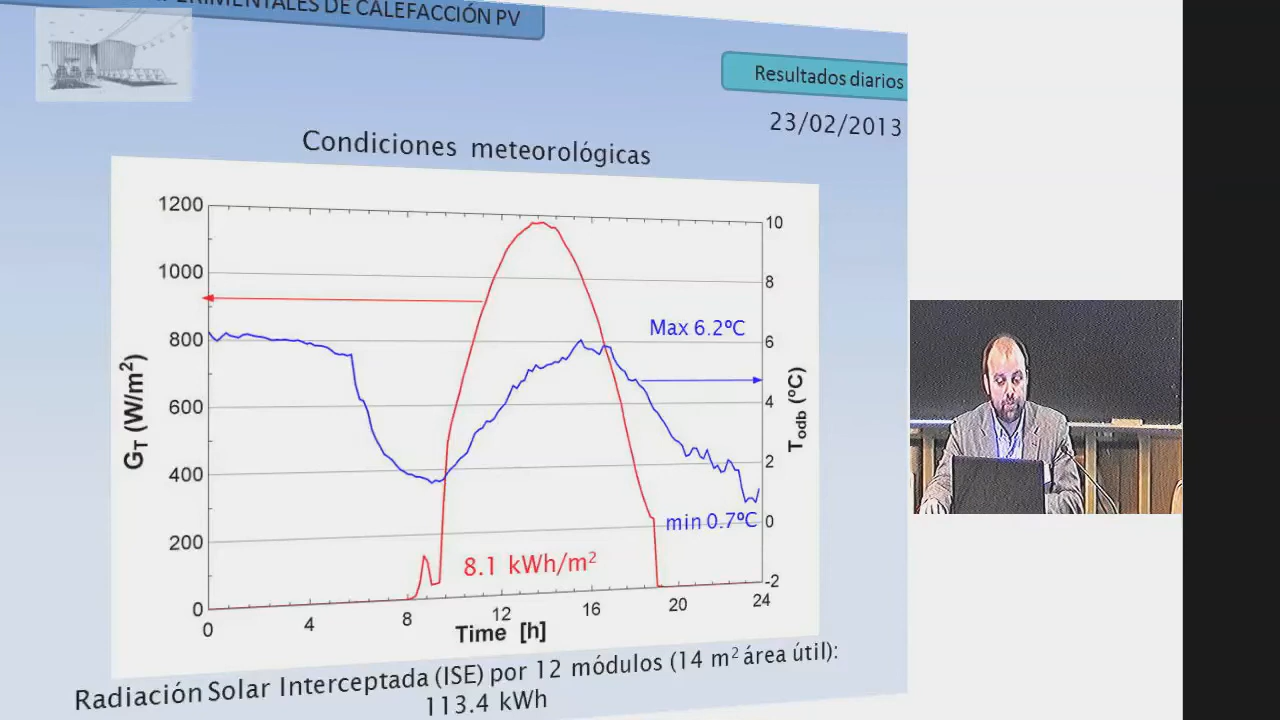 DE CALEFACCIÓN PV
Resultados diarios
23/02/2013
Condiciones meteorológicas
1200
1000
800
600
400
200
0
G_T (W/m²)
10
8
6
4
2
0
-2
T_odb (ºC)
Max 6.2ºC
min 0.7ºC
8.1 kWh/m²
0 4 8 12 16 20 24
Time [h]
Radiación Solar Interceptada (ISE) por 12 módulos (14 m² área útil):
113.4 kWh